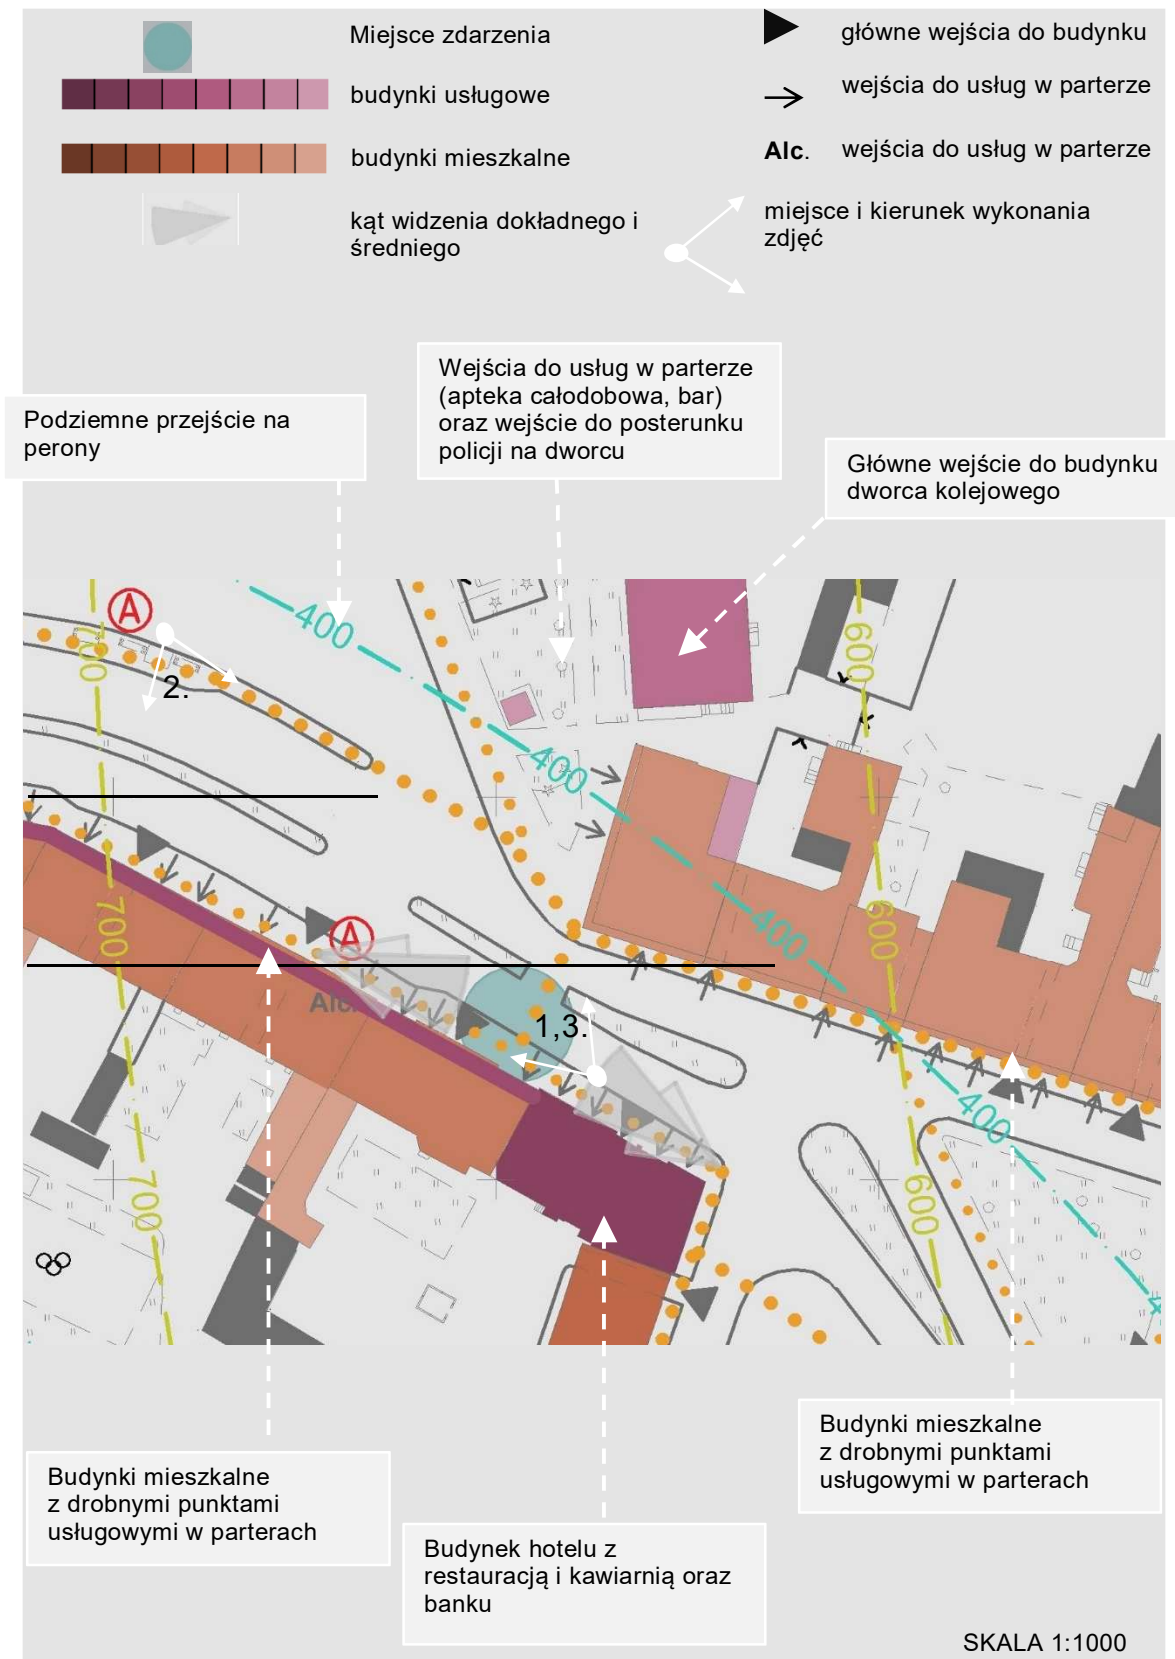 Miejsce zdarzenia
budynki usługowe
budynki mieszkalne
kąt widzenia dokładnego i
średniego
główne wejścia do budynku
wejścia do usług w parterze
Alc. wejścia do usług w parterze
miejsce i kierunek wykonania
zdjęć
Podziemne przejście na
perony
Wejścia do usług w parterze
(apteka całodobowa, bar)
oraz wejście do posterunku
policji na dworcu
Główne wejście do budynku
dworca kolejowego
A
700
2.
400
600
400
700
A
Alc.
400
600
1,3.
400
700
600
Budynki mieszkalne
z drobnymi punktami
usługowymi w parterach
Budynek hotelu z
restauracją i kawiarnią oraz
banku
Budynki mieszkalne
z drobnymi punktami
usługowymi w parterach
SKALA 1:1000